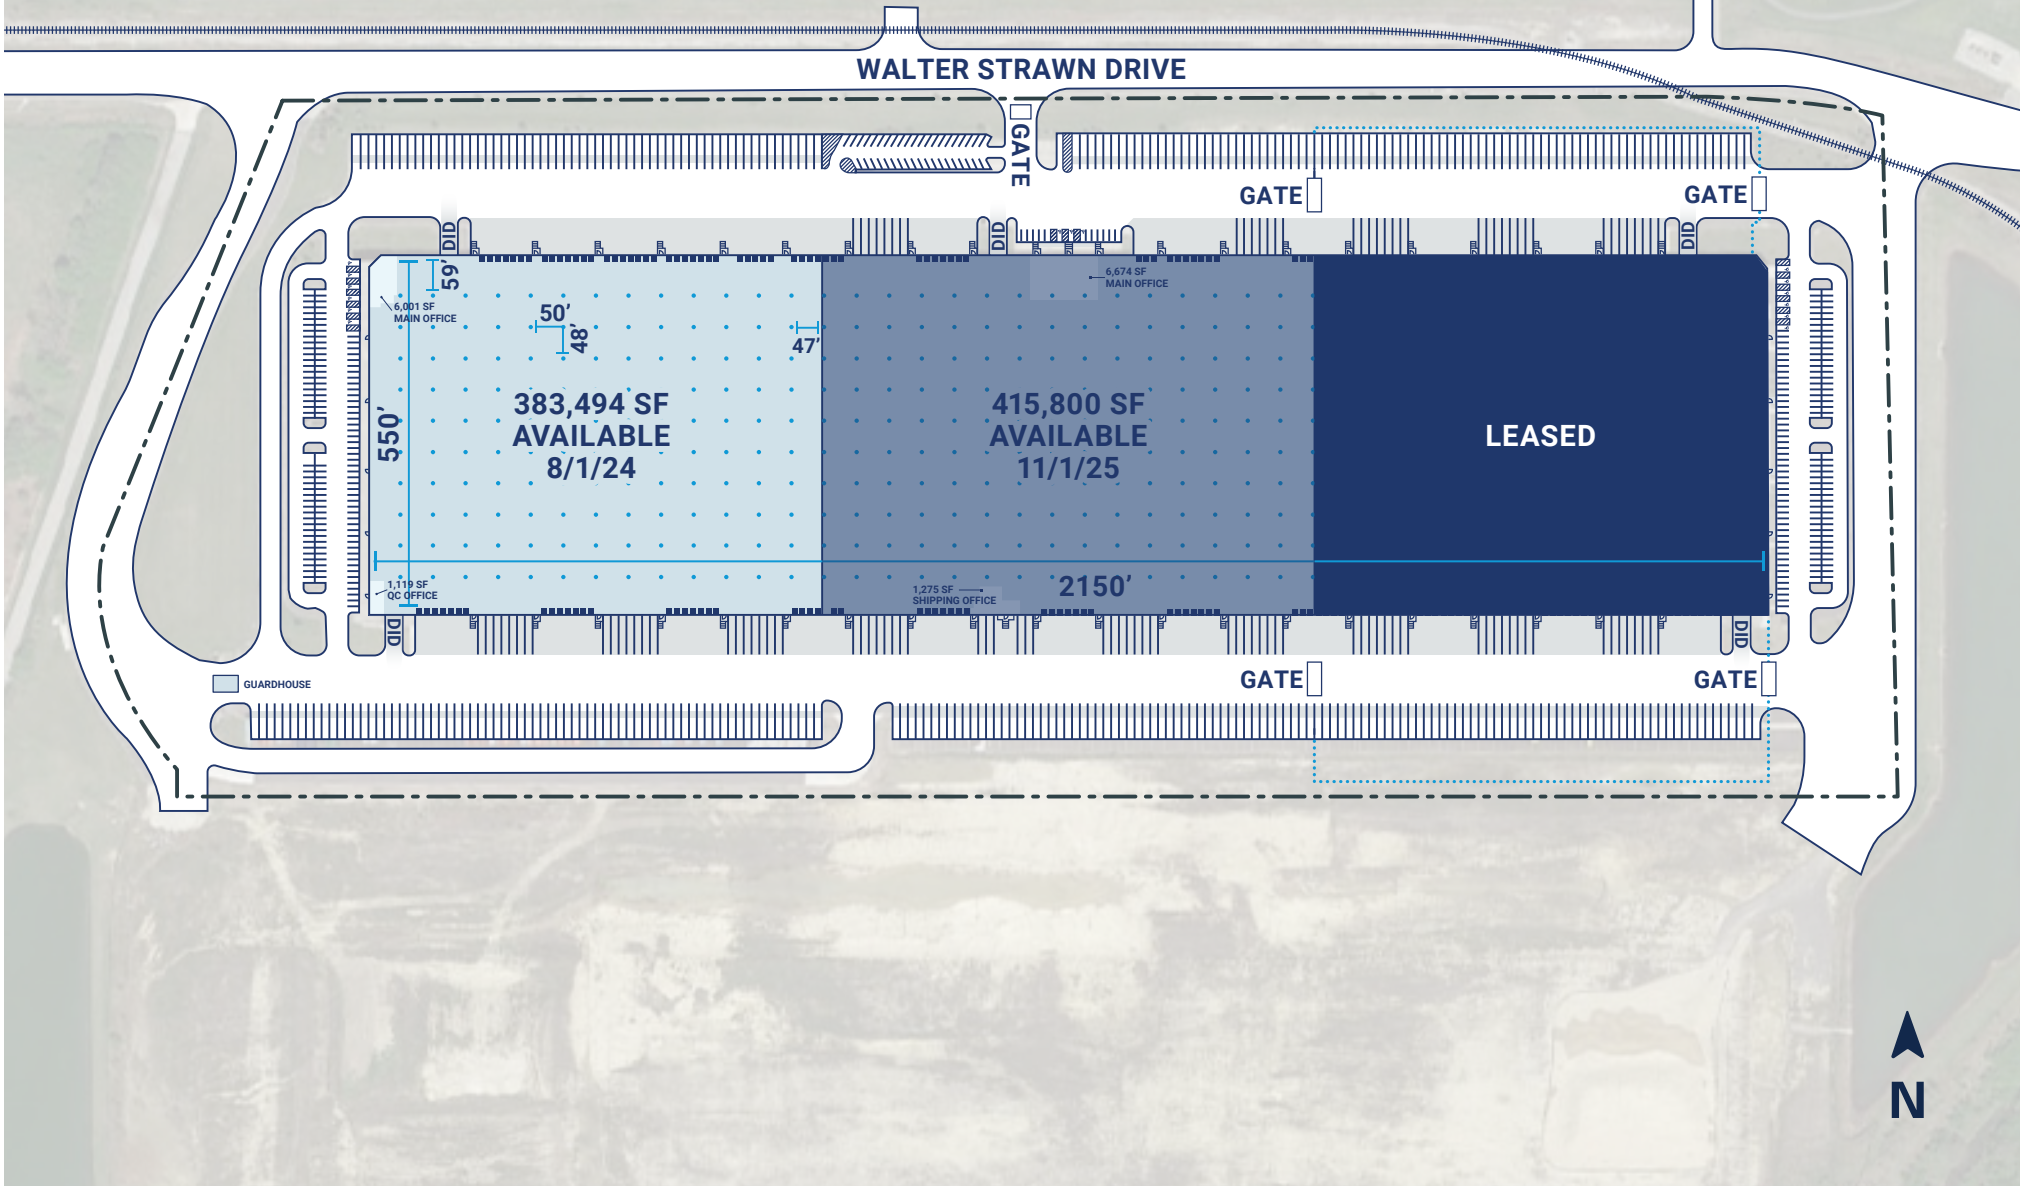 WALTER STRAWN DRIVE
GATE
GATE
GATE
DID
DID
DID
59'
6,001 SF
MAIN OFFICE
6,674 SF
MAIN OFFICE
50'
48'
47'
550'
383,494 SF
AVAILABLE
8/1/24
415,800 SF
AVAILABLE
11/1/25
LEASED
1,119 SF
QC OFFICE
1,275 SF
SHIPPING OFFICE
2150'
DID
DID
GUARDHOUSE
GATE
GATE
N